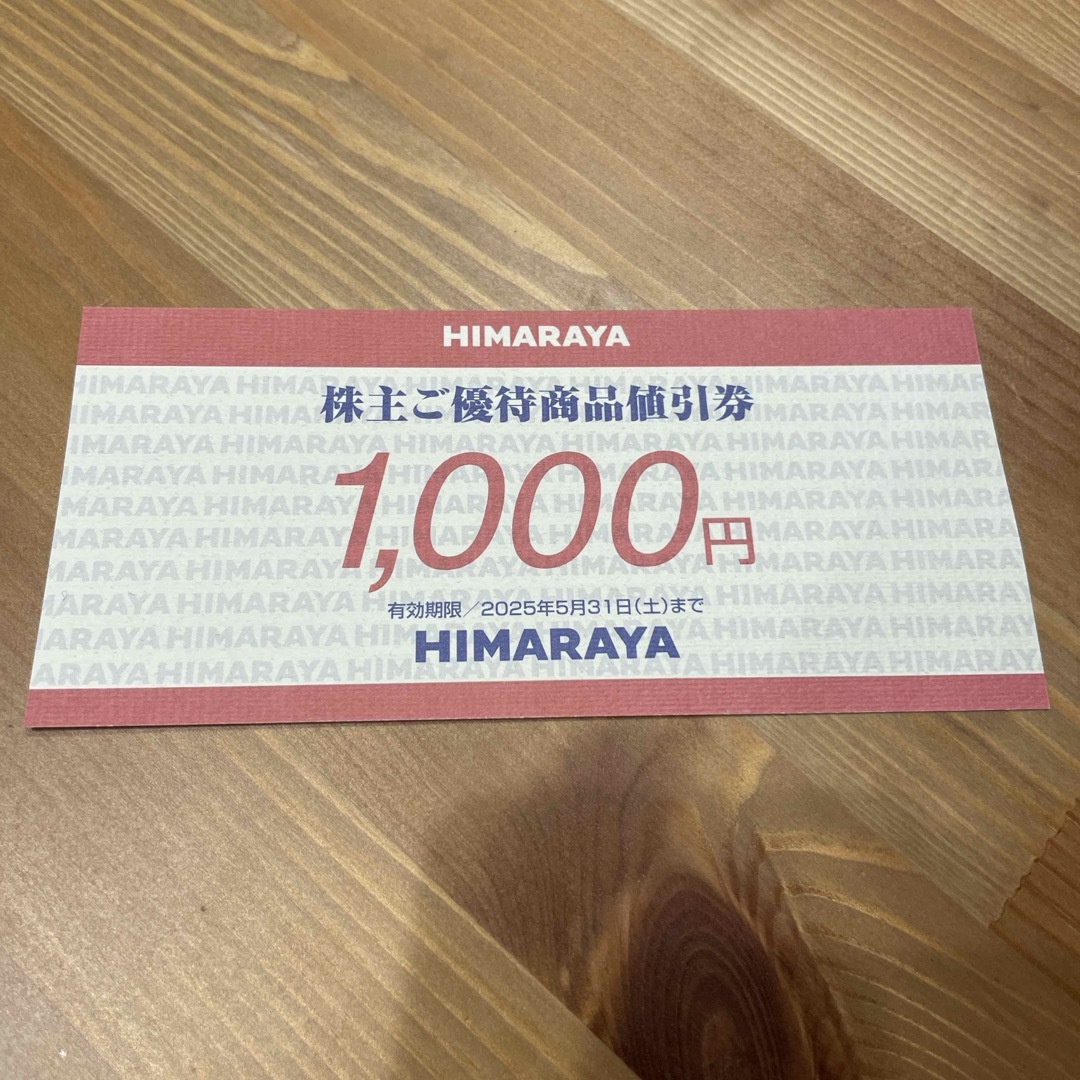 HIMARAYA
株主ご優待商品値引券
1,000円
有効期限／2025年5月31日(土)まで
HIMARAYA